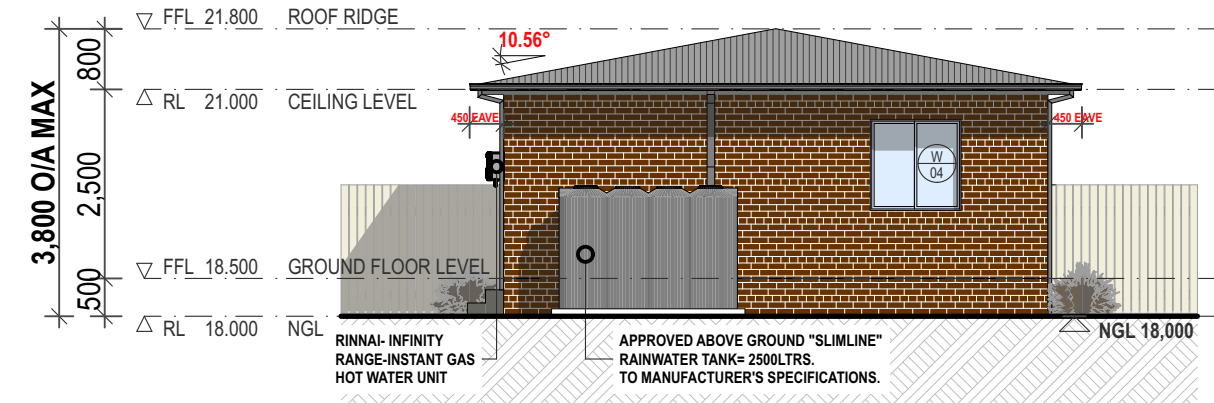 FFL 21.800 ROOF RIDGE
10.56°
800
RL 21.000 CEILING LEVEL
450 EAVE
450 EAVE
3,800 O/A MAX
2,500
W
04
FFL 18.500 GROUND FLOOR LEVEL
500
RL 18.000 NGL
NGL 18,000
RINNAI- INFINITY
RANGE-INSTANT GAS
HOT WATER UNIT
APPROVED ABOVE GROUND "SLIMLINE"
RAINWATER TANK= 2500LTRS.
TO MANUFACTURER'S SPECIFICATIONS.